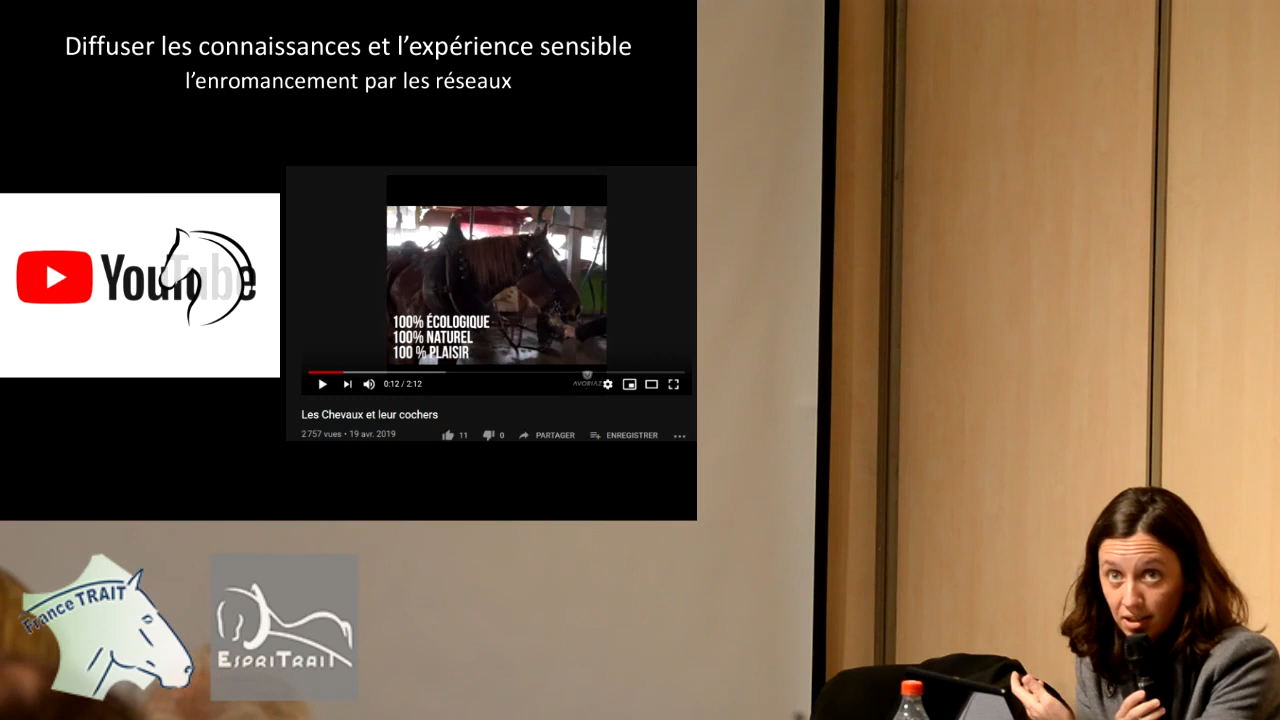 Diffuser les connaissances et l'expérience sensible
l'enromancement par les réseaux
YouTube
100% ÉCOLOGIQUE
100% NATUREL
100 % PLAISIR
0:12 / 2:12
AVORIAZ
Les Chevaux et leur cochers
2 757 vues • 19 avr. 2019
11
0
PARTAGER
ENREGISTRER
France TRAIT
ESPRITRAIT